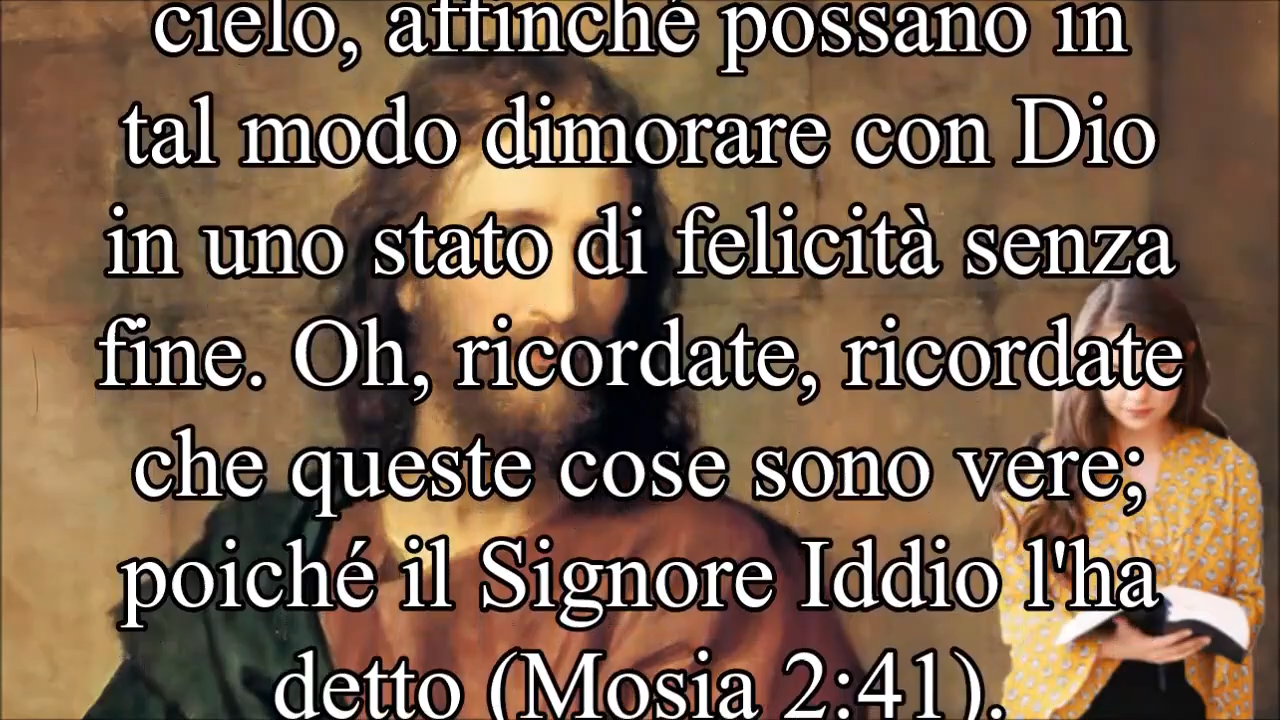 cielo, affinché possano in
tal modo dimorare con Dio
in uno stato di felicità senza
fine. Oh, ricordate, ricordate
che queste cose sono vere;
poiché il Signore Iddio l'ha
detto (Mosia 2:41).